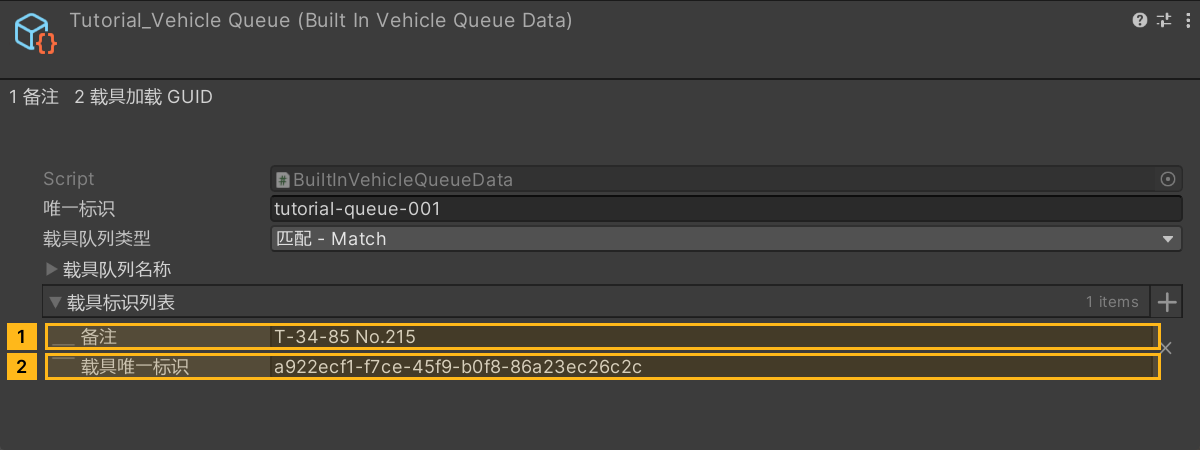 Tutorial_Vehicle Queue (Built In Vehicle Queue Data)
1 备注 2 载具加载 GUID
Script BuiltInVehicleQueueData
唯一标识 tutorial-queue-001
载具队列类型 匹配 - Match
载具队列名称
载具标识列表 1 items
1 备注 T-34-85 No.215
2 载具唯一标识 a922ecf1-f7ce-45f9-b0f8-86a23ec26c2c